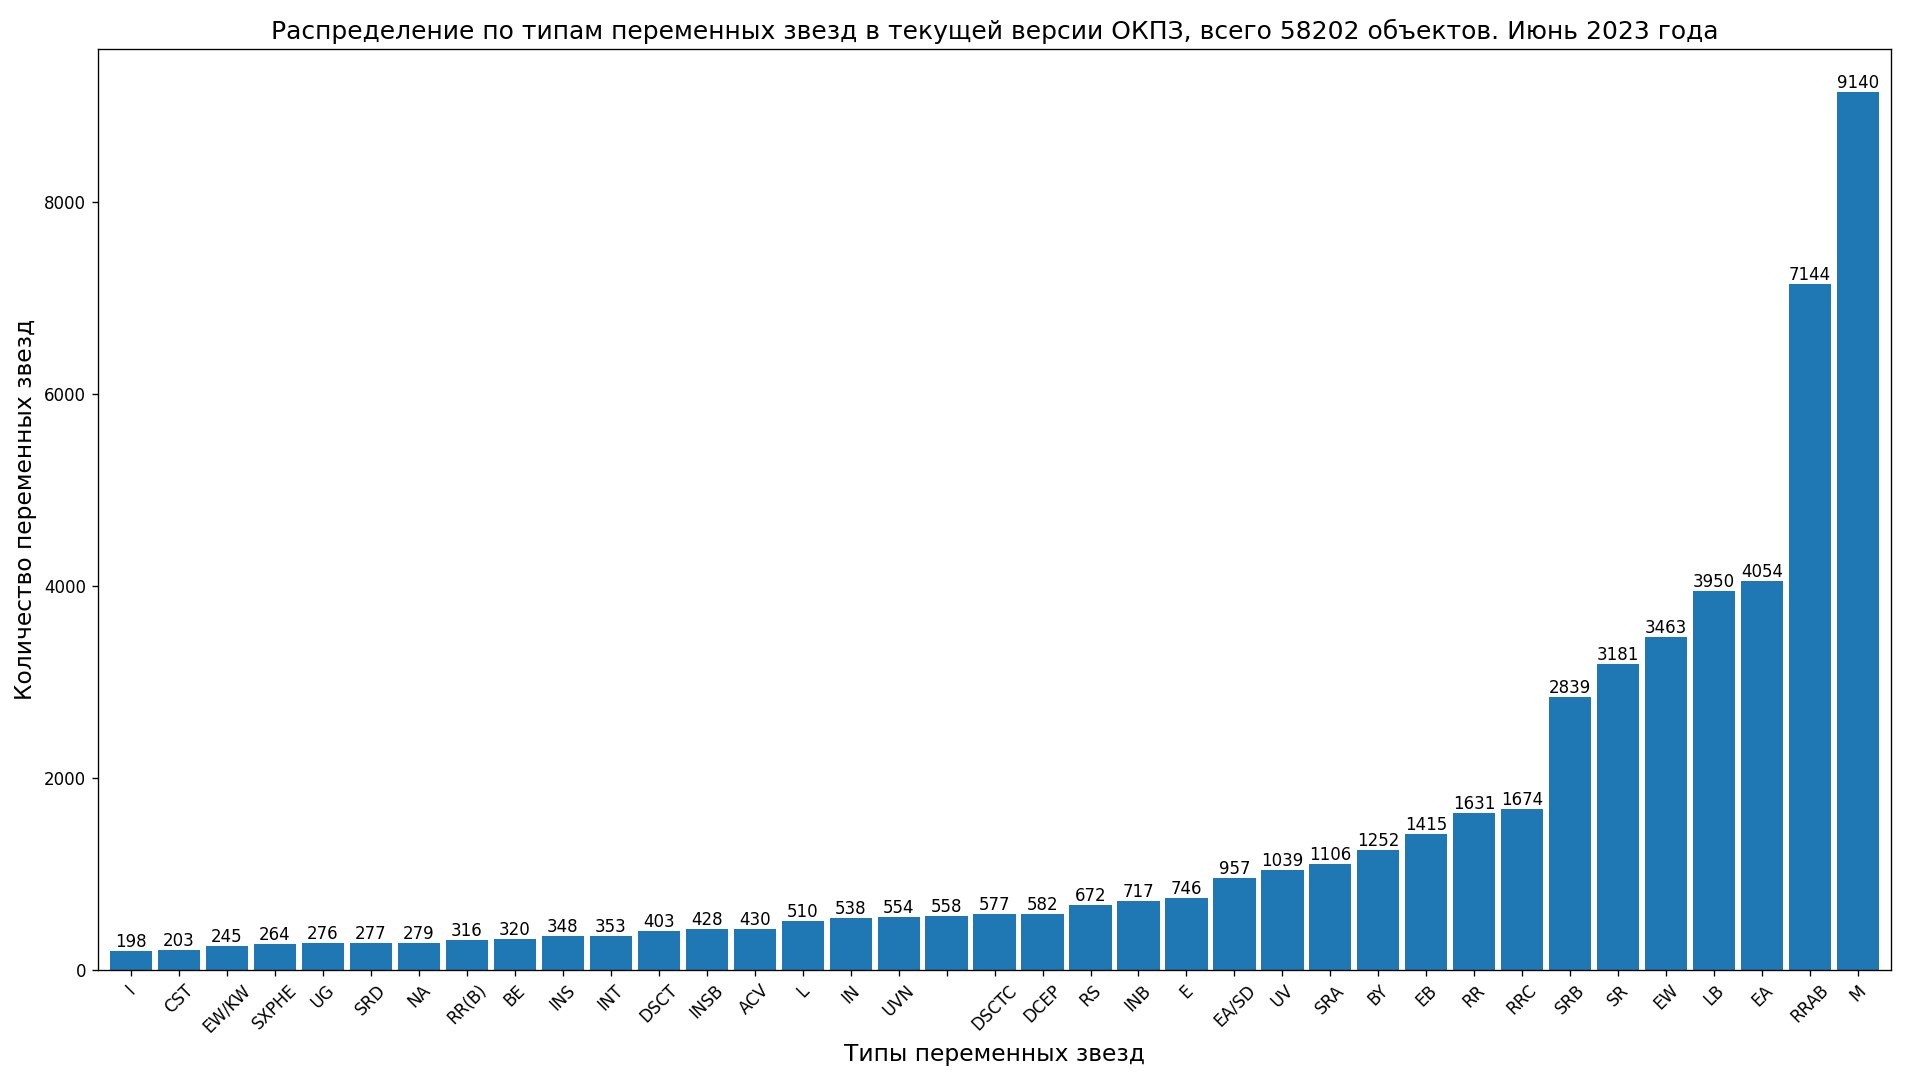 Распределение по типам переменных звезд в текущей версии ОКПЗ, всего 58202 объектов. Июнь 2023 года
Количество переменных звезд
8000
6000
4000
2000
0
198 203 245 264 276 277 279 316 320 348 353 403 428 430 510 538 554 558 577 582 672 717 746 957 1039 1106 1252 1415 1631 1674 2839 3181 3463 3950 4054 7144 9140
I CST EW/KW SXPHE UG SRD NA RR(B) BE INS INT DSCT INSB ACV L IN UVN DSCTC DCEP RS INB E EA/SD UV SRA BY EB RR RRC SRB SR EW LB EA RRAB M
Типы переменных звезд